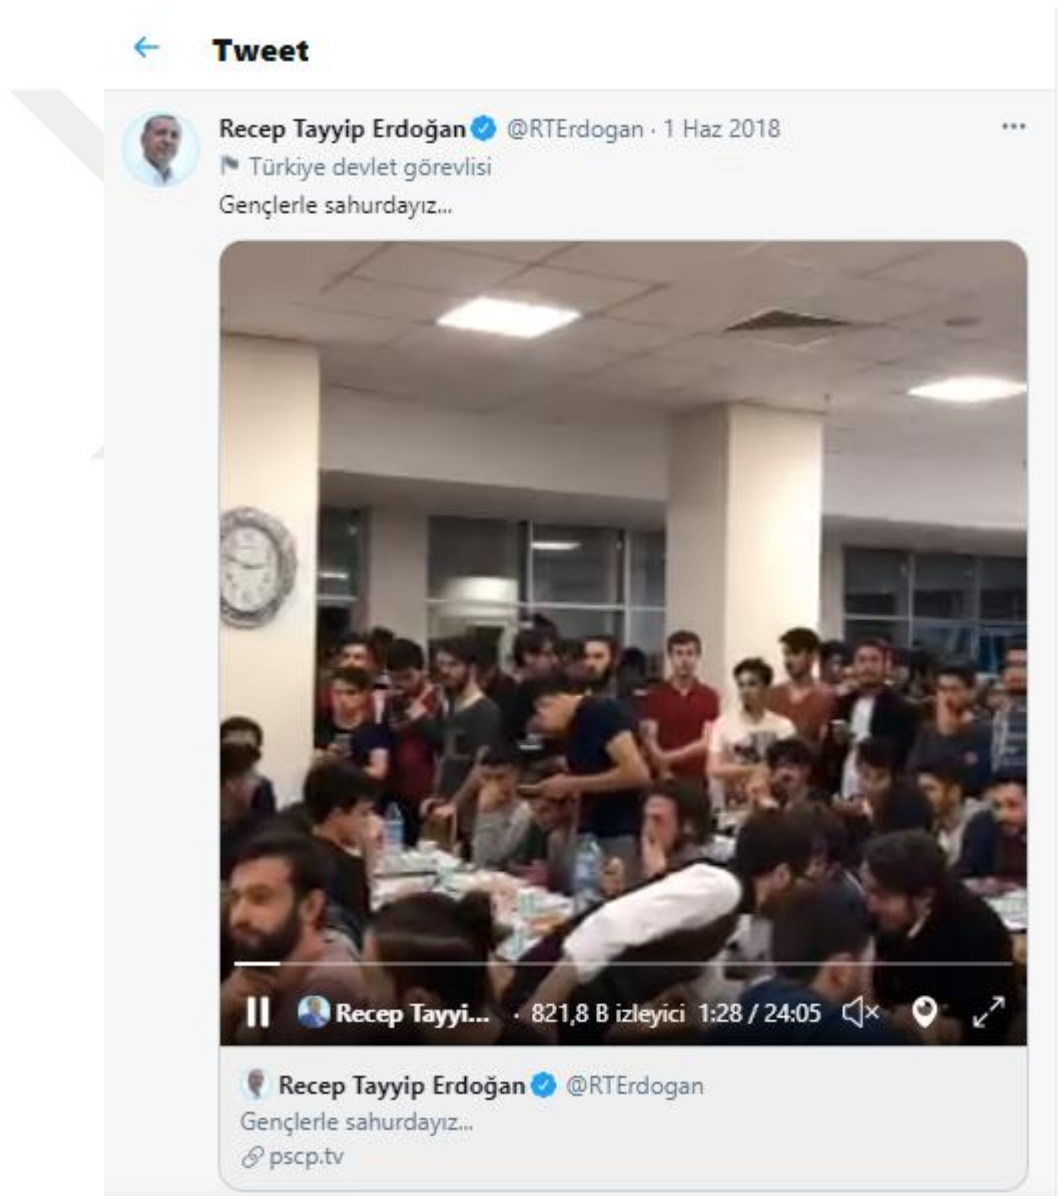 Tweet
Recep Tayyip Erdoğan @RTErdogan · 1 Haz 2018
Türkiye devlet görevlisi
Gençlerle sahurdayız...
Recep Tayyi... · 821,8 B izleyici 1:28 / 24:05
Recep Tayyip Erdoğan @RTErdogan
Gençlerle sahurdayız...
pscp.tv